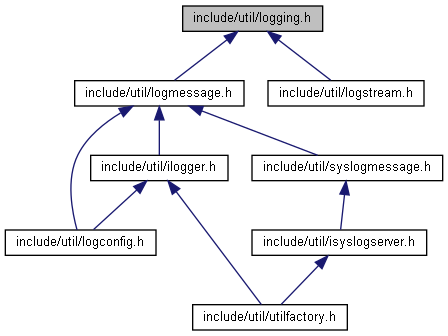 include/util/logging.h
include/util/logmessage.h
include/util/logstream.h
include/util/ilogger.h
include/util/syslogmessage.h
include/util/logconfig.h
include/util/isyslogserver.h
include/util/utilfactory.h